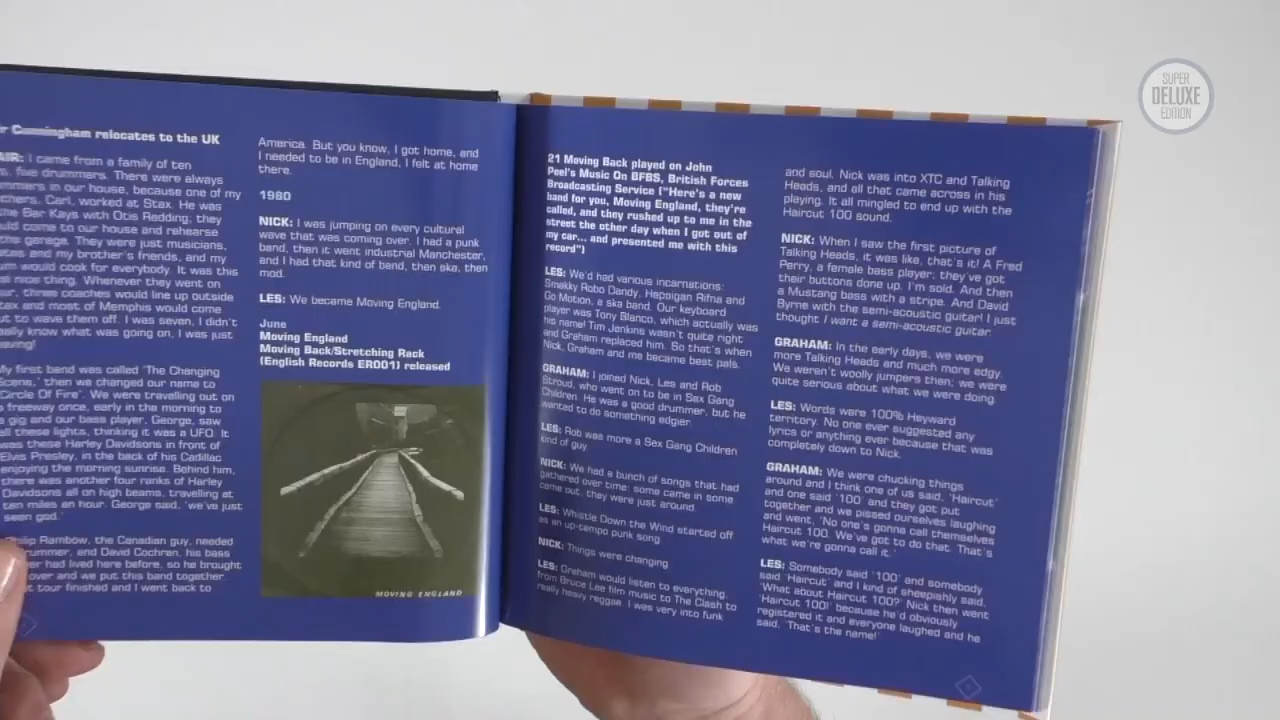 Cunningham relocates to the UK
AIR: I came from a family of ten
five drummers. There were always
in our house, because one of my
Carl, worked at Stax. He was
the Bar Kays with Otis Redding; they
come to our house and rehearse
the garage. They were just musicians,
and my brother's friends, and my
would cook for everybody. It was this
nice thing. Whenever they went on
three coaches would line up outside
and most of Memphis would come
to wave them off. I was seven, I didn't
know what was going on, I was just
My first band was called 'The Changing
Scene,' then we changed our name to
'Circle Of Fire'. We were travelling out on
freeway once, early in the morning to
gig and our bass player, George, saw
all these lights, thinking it was a UFO. It
was these Harley Davidsons in front of
Elvis Presley, in the back of his Cadillac
enjoying the morning sunrise. Behind him,
there was another four ranks of Harley
Davidsons all on high beams, travelling at
ten miles an hour. George said, 'we've just
seen god.'
Philip Rambow, the Canadian guy, needed
drummer, and David Cochran, his bass
had lived here before, so he brought
over and we put this band together.
tour finished and I went back to
America. But you know, I got home, and
I needed to be in England, I felt at home
there.
1980
NICK: I was jumping on every cultural
wave that was coming over. I had a punk
band, then it went industrial Manchester,
and I had that kind of band, then ska, then
mod.
LES: We became Moving England.
June
Moving England
Moving Back/Stretching Rack
(English Records ER001) released
MOVING ENGLAND
21 Moving Back played on John
Peel's Music On BFBS, British Forces
Broadcasting Service ("Here's a new
band for you, Moving England, they're
called, and they rushed up to me in the
street the other day when I got out of
my car... and presented me with this
record")
LES: We'd had various incarnations:
Smakky Robo Dandy, Hepaigan Rifna and
Go Motion, a ska band. Our keyboard
player was Tony Blanco, which actually was
his name! Tim Jenkins wasn't quite right
and Graham replaced him. So that's when
Nick, Graham and me became best pals.
GRAHAM: I joined Nick, Les and Rob
Stroud, who went on to be in Sex Gang
Children. He was a good drummer, but he
wanted to do something edgier.
LES: Rob was more a Sex Gang Children
kind of guy.
NICK: We had a bunch of songs that had
gathered over time: some came in some
came out, they were just around.
LES: Whistle Down the Wind started off
as an up-tempo punk song
NICK: Things were changing
LES: Graham would listen to everything,
from Bruce Lee film music to The Clash to
really heavy reggae. I was very into funk
and soul. Nick was into XTC and Talking
Heads, and all that came across in his
playing. It all mingled to end up with the
Haircut 100 sound.
NICK: When I saw the first picture of
Talking Heads, it was like, that's it! A Fred
Perry, a female bass player; they've got
their buttons done up. I'm sold. And then
a Mustang bass with a stripe. And David
Byrne with the semi-acoustic guitar! I just
thought I want a semi-acoustic guitar.
GRAHAM: In the early days, we were
more Talking Heads and much more edgy.
We weren't woolly jumpers then; we were
quite serious about what we were doing.
LES: Words were 100% Heyward
territory. No one ever suggested any
lyrics or anything ever because that was
completely down to Nick.
GRAHAM: We were chucking things
around and I think one of us said, 'Haircut'
and one said '100' and they got put
together and we pissed ourselves laughing
and went, 'No one's gonna call themselves
Haircut 100. We've got to do that. That's
what we're gonna call it.'
LES: Somebody said '100' and somebody
said 'Haircut' and I kind of sheepishly said,
'What about Haircut 100?' Nick then went
'Haircut 100!' because he'd obviously
registered it and everyone laughed and he
said, 'That's the name!'
SUPER
DELUXE
EDITION